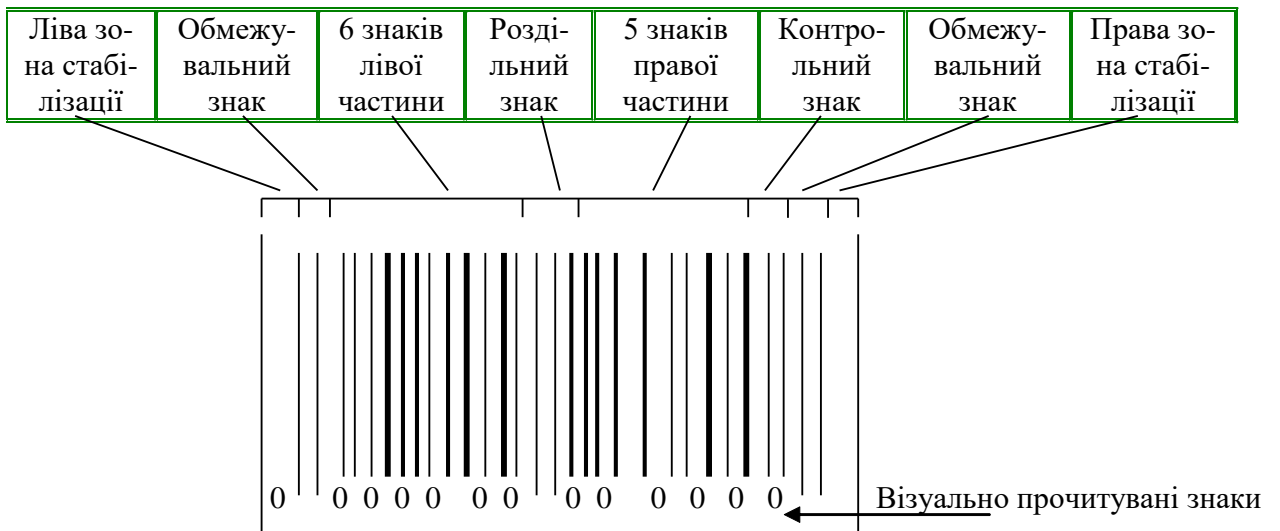 Ліва зо-
на стабі-
лізації
Обмежу-
вальний
знак
6 знаків
лівої
частини
Розді-
льний
знак
5 знаків
правої
частини
Контро-
льний
знак
Обмежу-
вальний
знак
Права зо-
на стабі-
лізації
0 0 0 0 0 0 0 0 0 0 0 0 0
Візуально прочитувані знаки